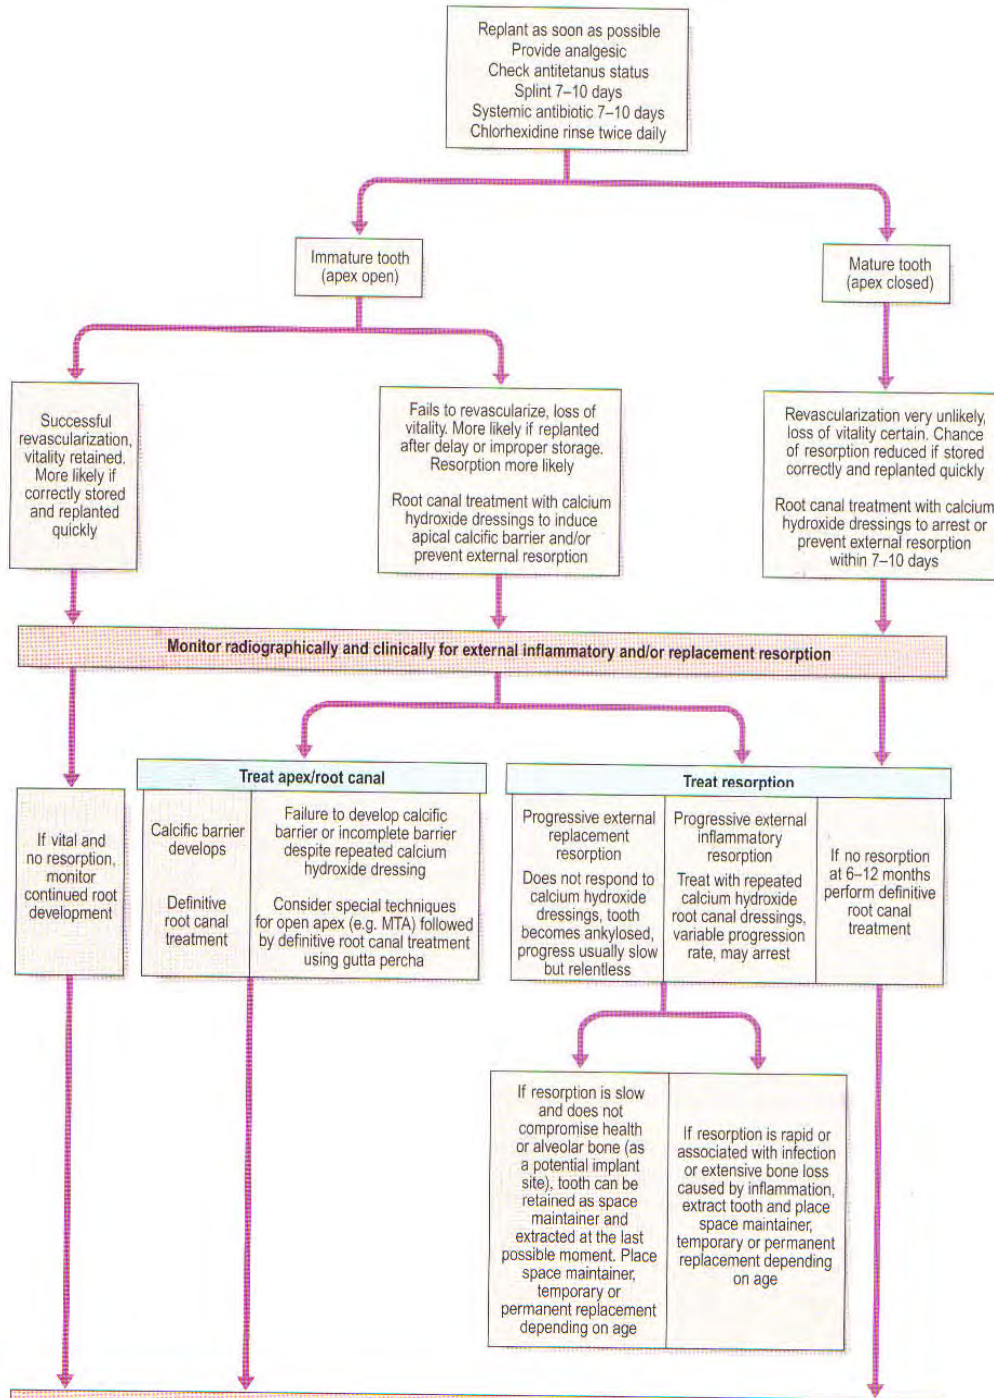 Replant as soon as possible
Provide analgesic
Check antitetanus status
Splint 7–10 days
Systemic antibiotic 7–10 days
Chlorhexidine rinse twice daily
Immature tooth
(apex open)
Mature tooth
(apex closed)
Successful
revascularization,
vitality retained.
More likely if
correctly stored
and replanted
quickly
Fails to revascularize, loss of
vitality. More likely if replanted
after delay or improper storage.
Resorption more likely
Root canal treatment with calcium
hydroxide dressings to induce
apical calcific barrier and/or
prevent external resorption
Revascularization very unlikely,
loss of vitality certain. Chance
of resorption reduced if stored
correctly and replanted quickly
Root canal treatment with calcium
hydroxide dressings to arrest or
prevent external resorption
within 7–10 days
Monitor radiographically and clinically for external inflammatory and/or replacement resorption
If vital and
no resorption,
monitor
continued root
development
Treat apex/root canal
Calcific barrier
develops
Definitive
root canal
treatment
Failure to develop calcific
barrier or incomplete barrier
despite repeated calcium
hydroxide dressing
Consider special techniques
for open apex (e.g. MTA) followed
by definitive root canal treatment
using gutta percha
Treat resorption
Progressive external
replacement
resorption
Does not respond to
calcium hydroxide
dressings, tooth
becomes ankylosed,
progress usually slow
but relentless
Progressive external
inflammatory
resorption
Treat with repeated
calcium hydroxide
root canal dressings,
variable progression
rate, may arrest
If no resorption
at 6–12 months
perform definitive
root canal
treatment
If resorption is slow
and does not
compromise health
or alveolar bone (as
a potential implant
site), tooth can be
retained as space
maintainer and
extracted at the last
possible moment. Place
space maintainer,
temporary or
permanent replacement
depending on age
If resorption is rapid or
associated with infection
or extensive bone loss
caused by inflammation,
extract tooth and place
space maintainer,
temporary or permanent
replacement depending
on age